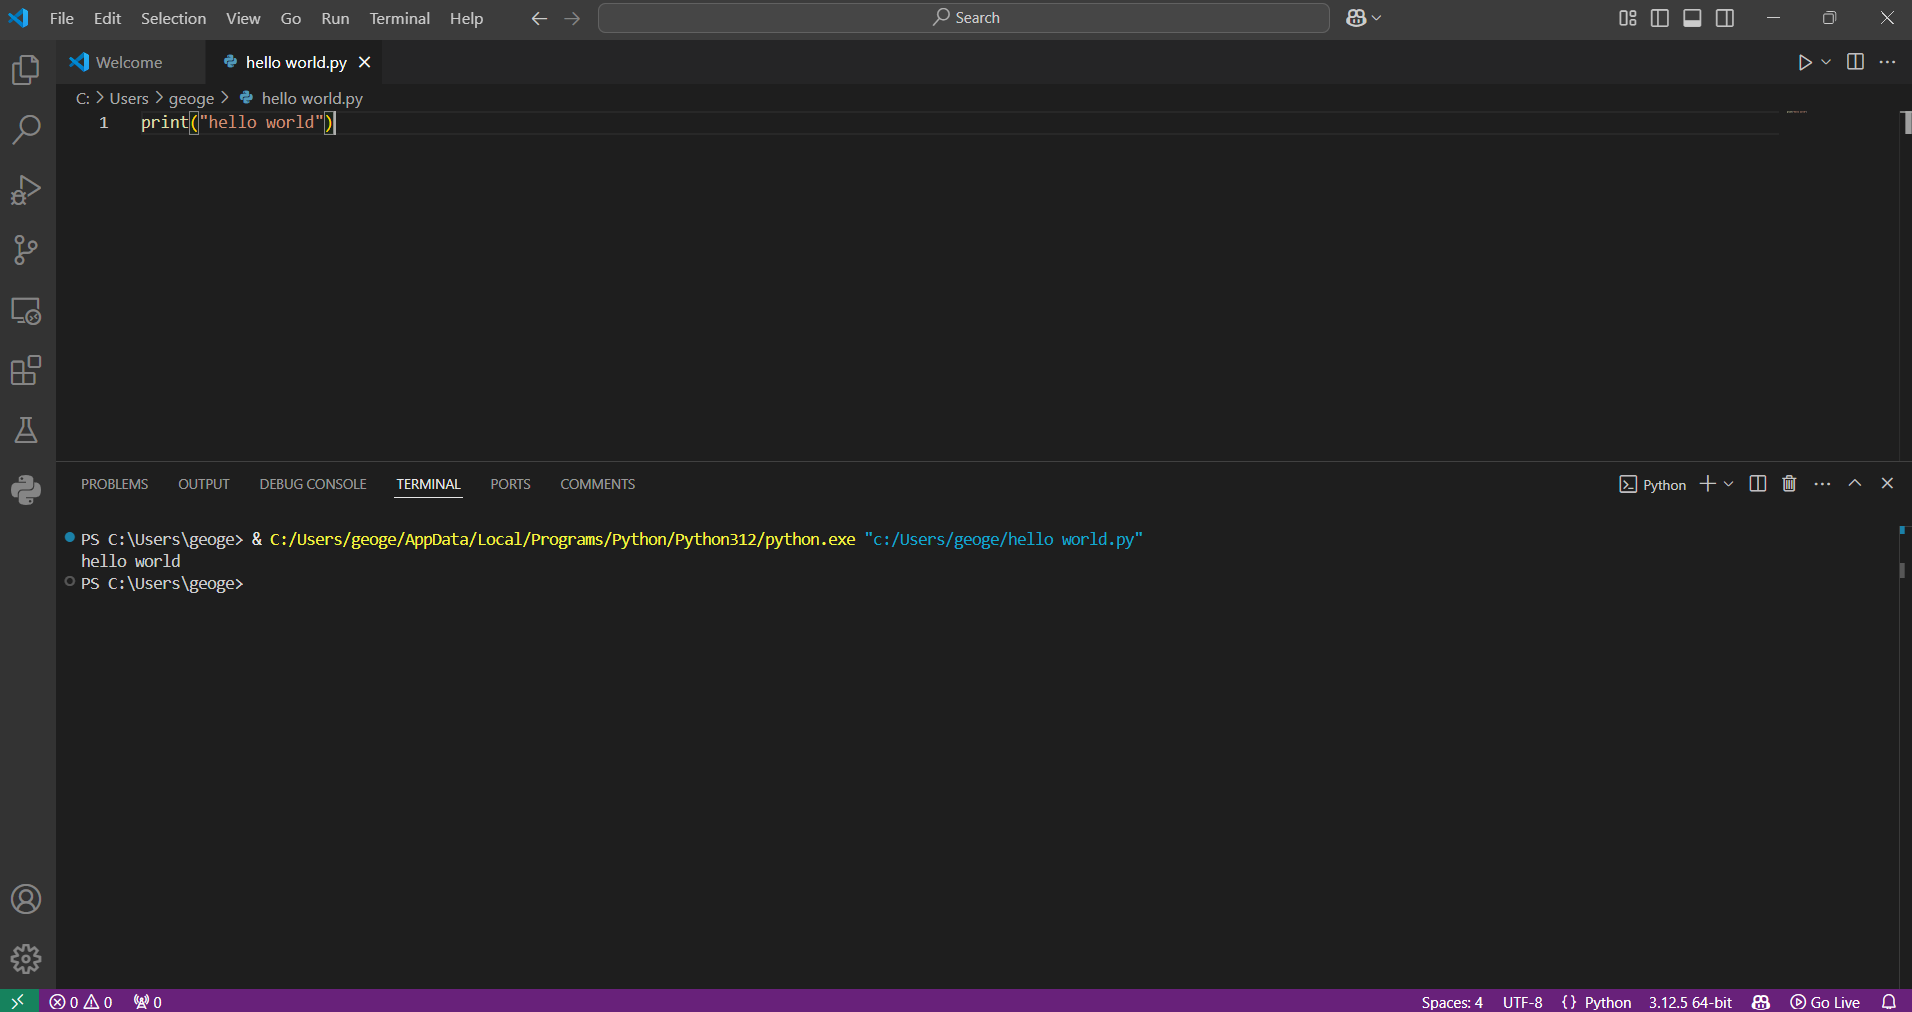 File Edit Selection View Go Run Terminal Help Search
Welcome hello world.py
C: > Users > geoge > hello world.py
1 print("hello world")
PROBLEMS OUTPUT DEBUG CONSOLE TERMINAL PORTS COMMENTS Python
PS C:\Users\geoge> & C:/Users/geoge/AppData/Local/Programs/Python/Python312/python.exe "c:/Users/geoge/hello world.py"
hello world
PS C:\Users\geoge>
0 0 0 Spaces: 4 UTF-8 {} Python 3.12.5 64-bit Go Live